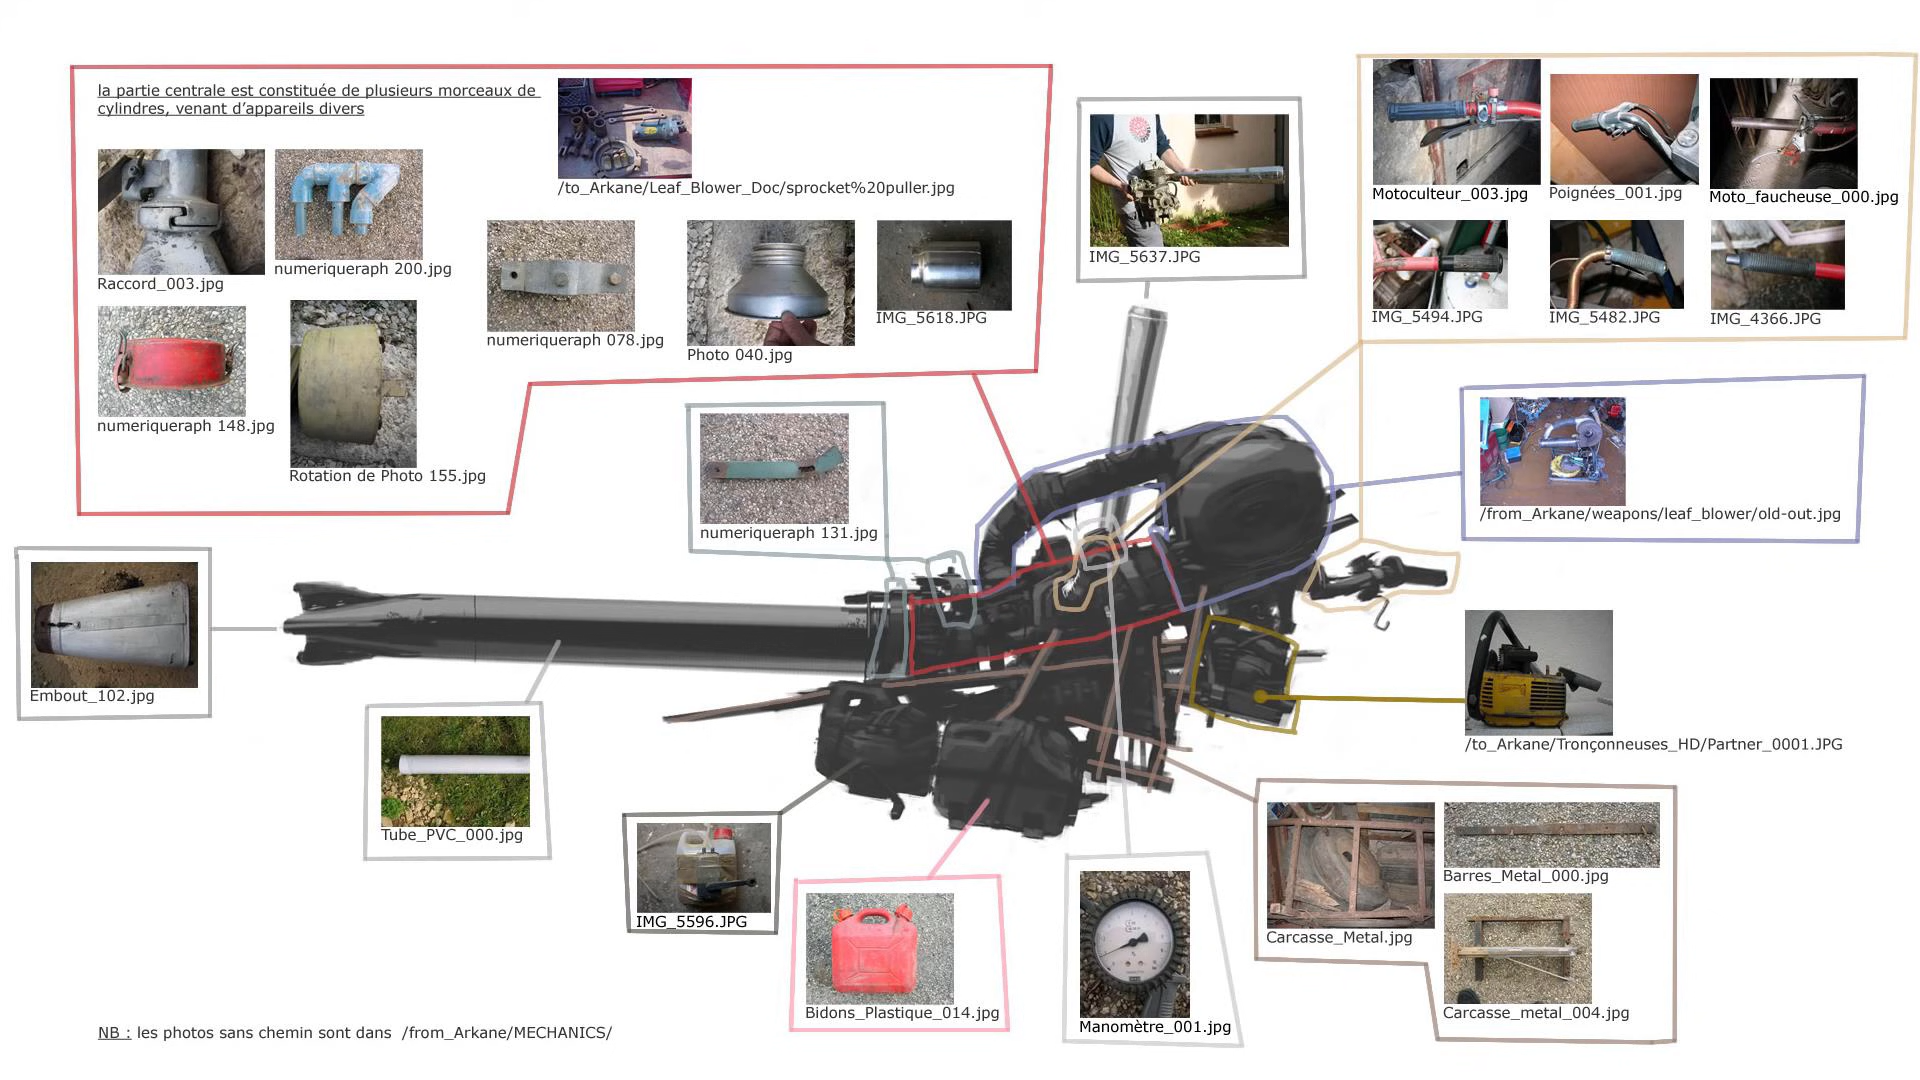 la partie centrale est constituée de plusieurs morceaux de
cylindres, venant d'appareils divers
/to_Arkane/Leaf_Blower_Doc/sprocket%20puller.jpg
Raccord_003.jpg
numeriqueraph 200.jpg
numeriqueraph 078.jpg
Photo 040.jpg
IMG_5618.JPG
numeriqueraph 148.jpg
Rotation de Photo 155.jpg
IMG_5637.JPG
Motoculteur_003.jpg
Poignées_001.jpg
Moto_faucheuse_000.jpg
IMG_5494.JPG
IMG_5482.JPG
IMG_4366.JPG
numeriqueraph 131.jpg
/from_Arkane/weapons/leaf_blower/old-out.jpg
Embout_102.jpg
Tube_PVC_000.jpg
/to_Arkane/Tronçonneuses_HD/Partner_0001.JPG
IMG_5596.JPG
Bidons_Plastique_014.jpg
Manomètre_001.jpg
Carcasse_Metal.jpg
Barres_Metal_000.jpg
Carcasse_metal_004.jpg
NB : les photos sans chemin sont dans /from_Arkane/MECHANICS/